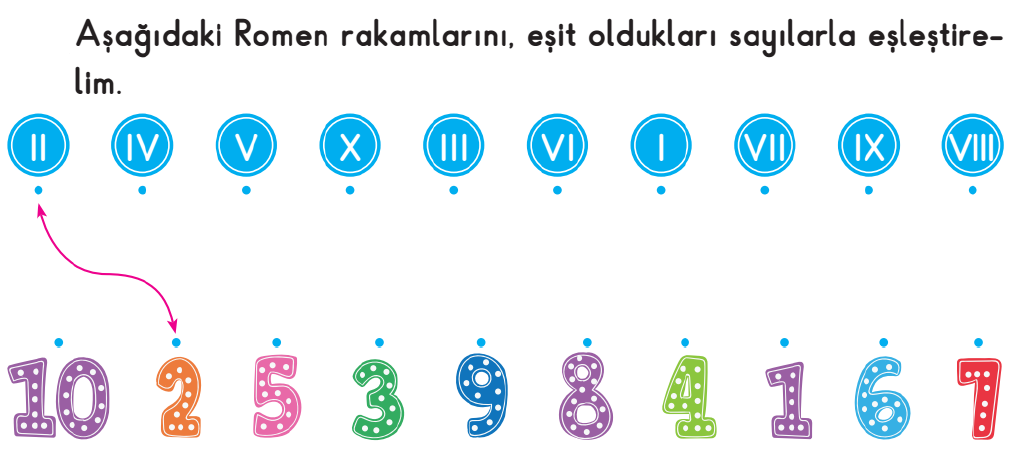 Aşağıdaki Romen rakamlarını, eşit oldukları sayılarla eşleştire-
lim.
II IV V X III VI I VII IX VIII
10 2 5 3 9 8 4 1 6 7